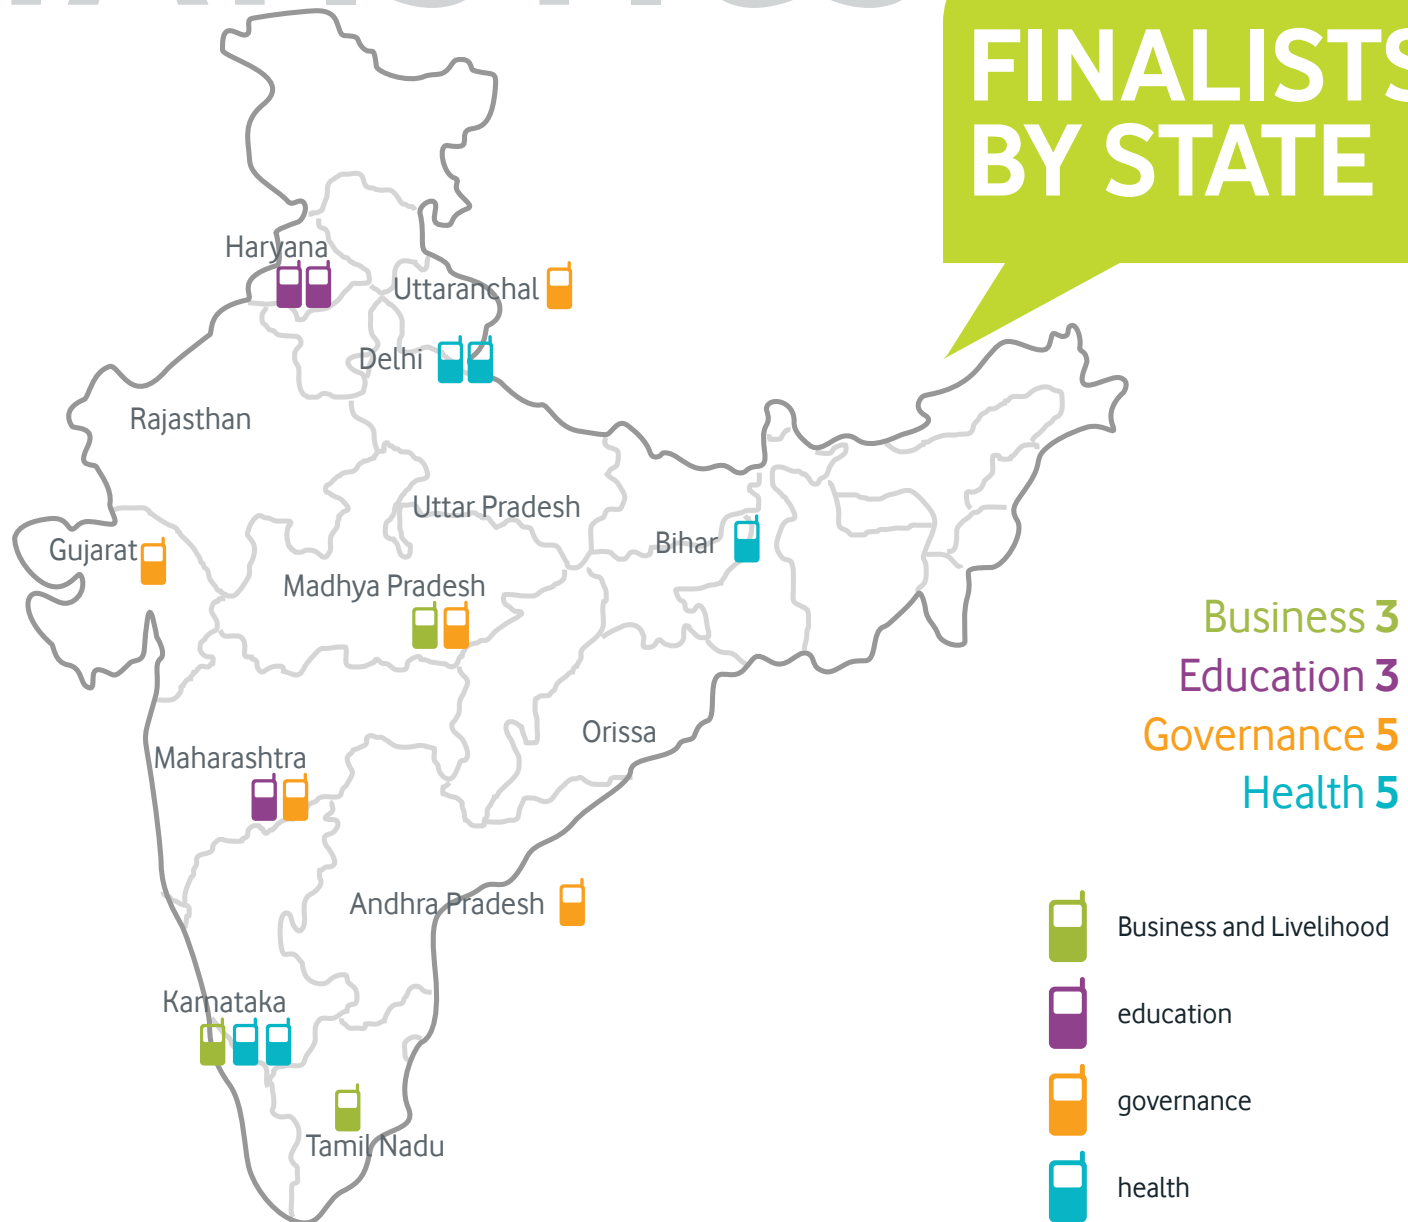 FINALISTS
BY STATE
Haryana
Uttaranchal
Delhi
Rajasthan
Uttar Pradesh
Bihar
Gujarat
Madhya Pradesh
Orissa
Maharashtra
Andhra Pradesh
Karnataka
Tamil Nadu
Business 3
Education 3
Governance 5
Health 5
Business and Livelihood
education
governance
health